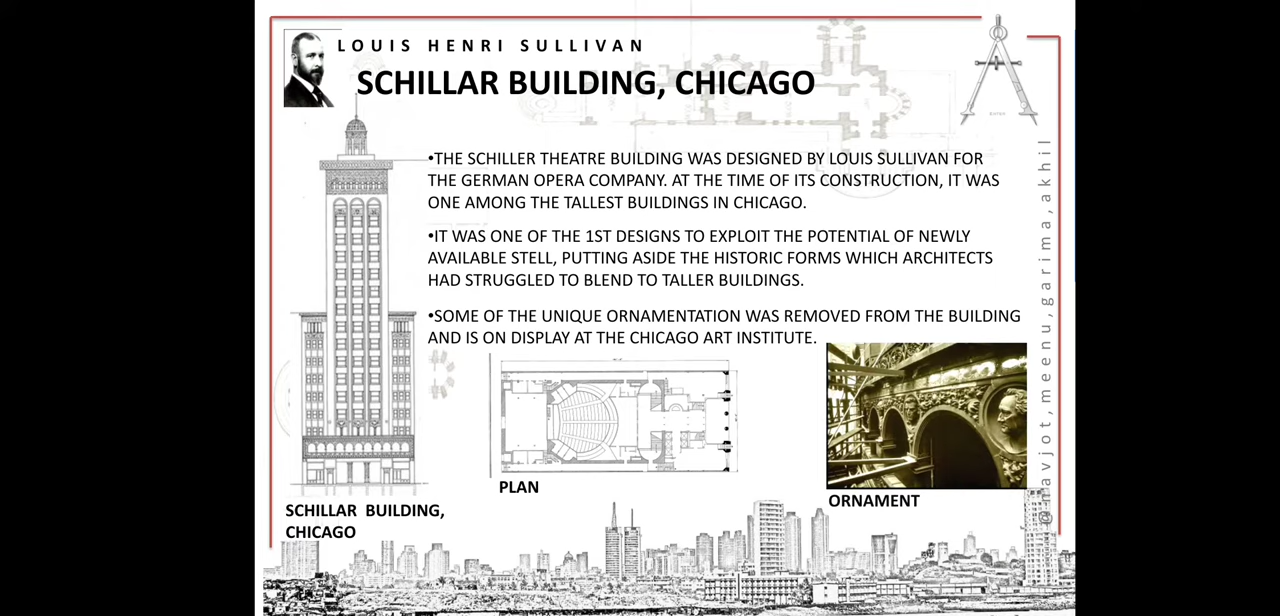 LOUIS HENRI SULLIVAN
SCHILLAR BUILDING, CHICAGO
•THE SCHILLER THEATRE BUILDING WAS DESIGNED BY LOUIS SULLIVAN FOR
THE GERMAN OPERA COMPANY. AT THE TIME OF ITS CONSTRUCTION, IT WAS
ONE AMONG THE TALLEST BUILDINGS IN CHICAGO.
•IT WAS ONE OF THE 1ST DESIGNS TO EXPLOIT THE POTENTIAL OF NEWLY
AVAILABLE STELL, PUTTING ASIDE THE HISTORIC FORMS WHICH ARCHITECTS
HAD STRUGGLED TO BLEND TO TALLER BUILDINGS.
•SOME OF THE UNIQUE ORNAMENTATION WAS REMOVED FROM THE BUILDING
AND IS ON DISPLAY AT THE CHICAGO ART INSTITUTE.
PLAN
ORNAMENT
SCHILLAR BUILDING,
CHICAGO
@navjot,meenu,garima,akhil